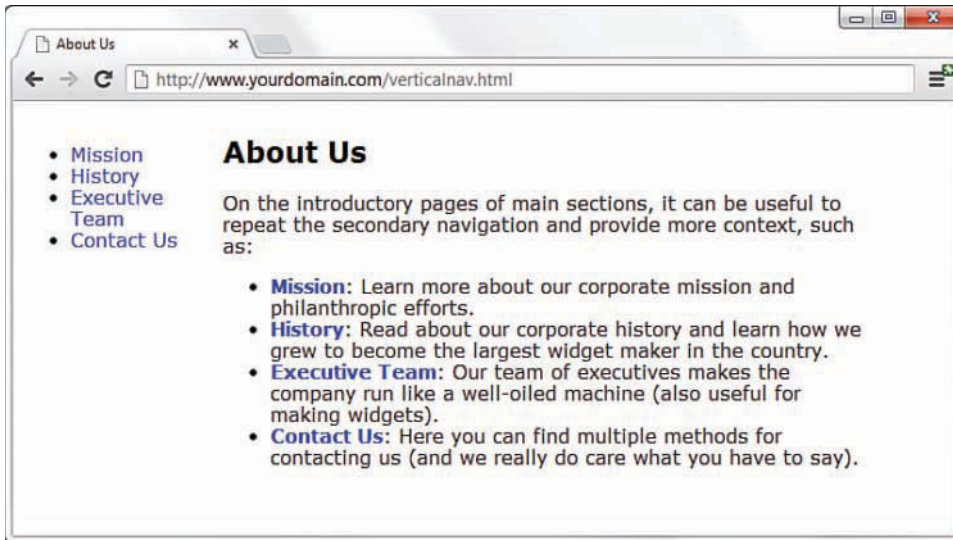 About Us
http://www.yourdomain.com/verticalnav.html
• Mission
• History
• Executive
Team
• Contact Us
About Us
On the introductory pages of main sections, it can be useful to
repeat the secondary navigation and provide more context, such
as:
• Mission: Learn more about our corporate mission and
philanthropic efforts.
• History: Read about our corporate history and learn how we
grew to become the largest widget maker in the country.
• Executive Team: Our team of executives makes the
company run like a well-oiled machine (also useful for
making widgets).
• Contact Us: Here you can find multiple methods for
contacting us (and we really do care what you have to say).